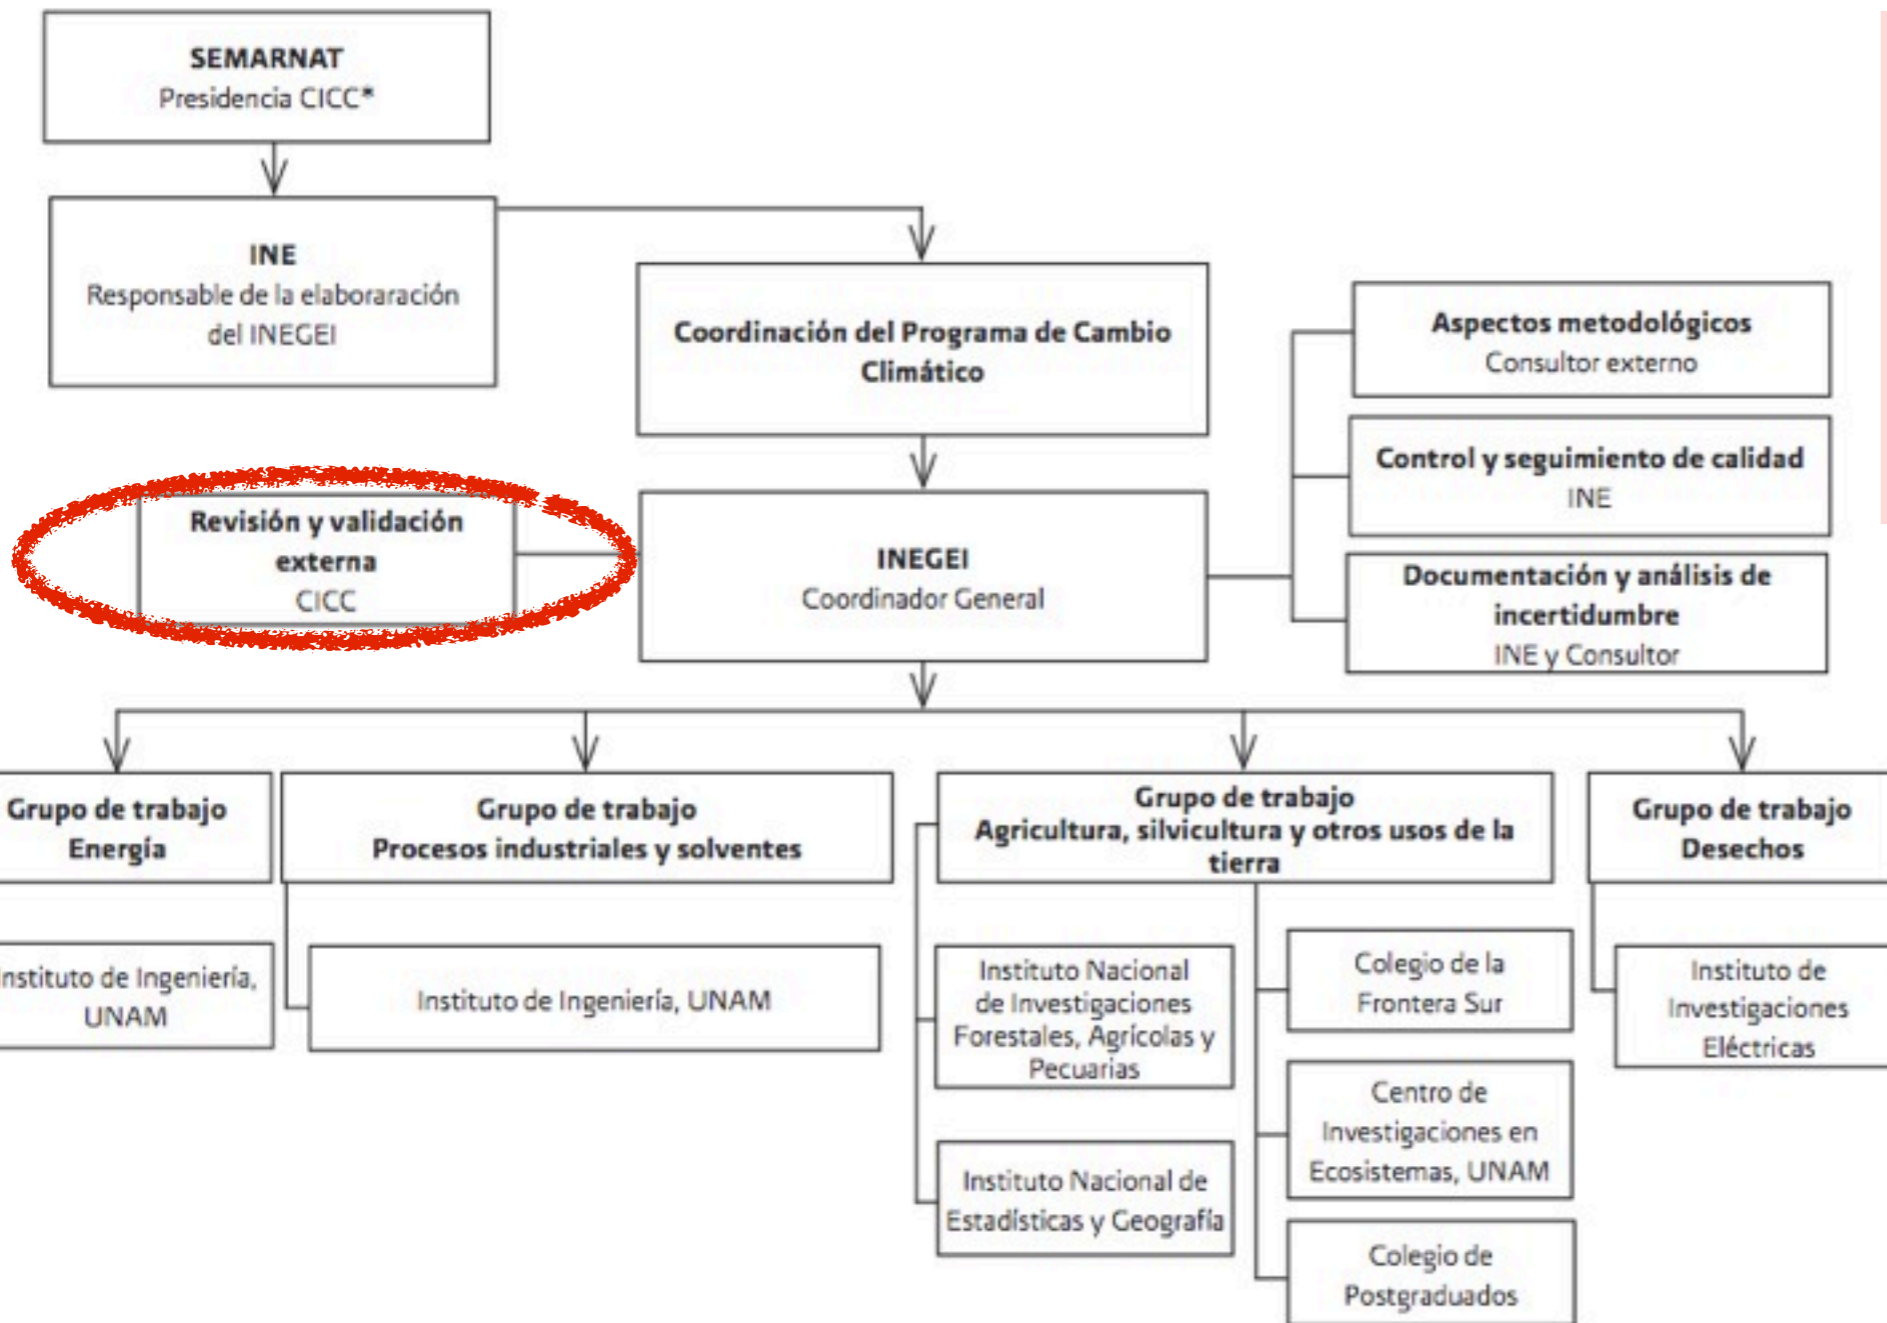 SEMARNAT
Presidencia CICC*
INE
Responsable de la elaboraración
del INEGEI
Coordinación del Programa de Cambio
Climático
Aspectos metodológicos
Consultor externo
Control y seguimiento de calidad
INE
Documentación y análisis de
incertidumbre
INE y Consultor
Revisión y validación
externa
CICC
INEGEI
Coordinador General
Grupo de trabajo
Energía
Grupo de trabajo
Procesos industriales y solventes
Grupo de trabajo
Agricultura, silvicultura y otros usos de la
tierra
Grupo de trabajo
Desechos
Instituto de Ingeniería,
UNAM
Instituto de Ingeniería, UNAM
Instituto Nacional
de Investigaciones
Forestales, Agrícolas y
Pecuarias
Instituto Nacional de
Estadísticas y Geografía
Colegio de la
Frontera Sur
Centro de
Investigaciones en
Ecosistemas, UNAM
Colegio de
Postgraduados
Instituto de
Investigaciones
Eléctricas